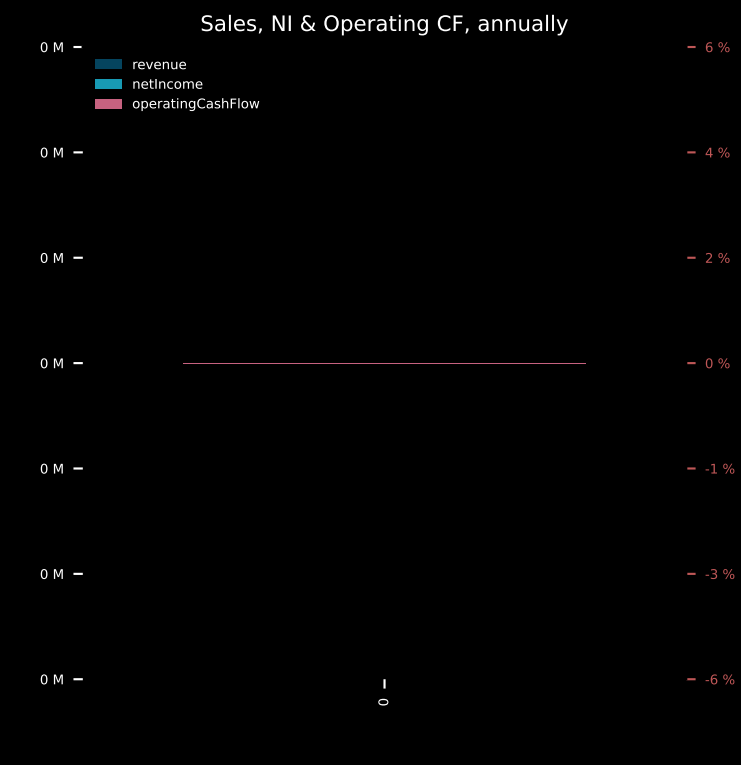 Sales, NI & Operating CF, annually
0 M
6 %
revenue
netIncome
operatingCashFlow
0 M
4 %
0 M
2 %
0 M
0 %
0 M
-1 %
0 M
-3 %
0 M
-6 %
0